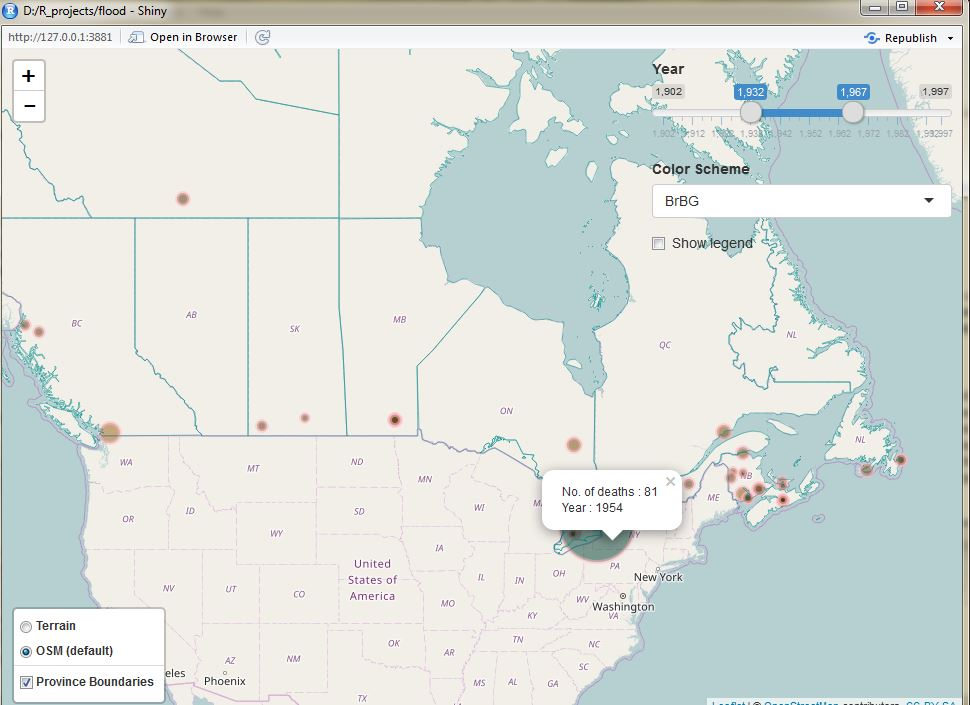 D:/R_projects/flood - Shiny
http://127.0.0.1:3881 Open in Browser
Republish
+
−
Year
1,902 1,932 1,967 1,997
1,902 1,912 1,942 1,952 1,962 1,972 1,982 1,992 1,997
Color Scheme
BrBG
Show legend
BC
AB
SK
MB
ON
QC
NL
NL
NB
ME
WA
MT
ND
MN
OR
ID
WY
SD
WI
IA
NV
UT
CO
IL
IN
OH
PA
NY
MO
KY
WV
VA
AZ
NM
OK
AR
TN
NC
SC
MS
AL
GA
TX
United
States of
America
New York
Washington
Phoenix
eles
No. of deaths : 81
Year : 1954
×
Terrain
OSM (default)
Province Boundaries
Leaflet | © OpenStreetMap contributors, CC-BY-SA